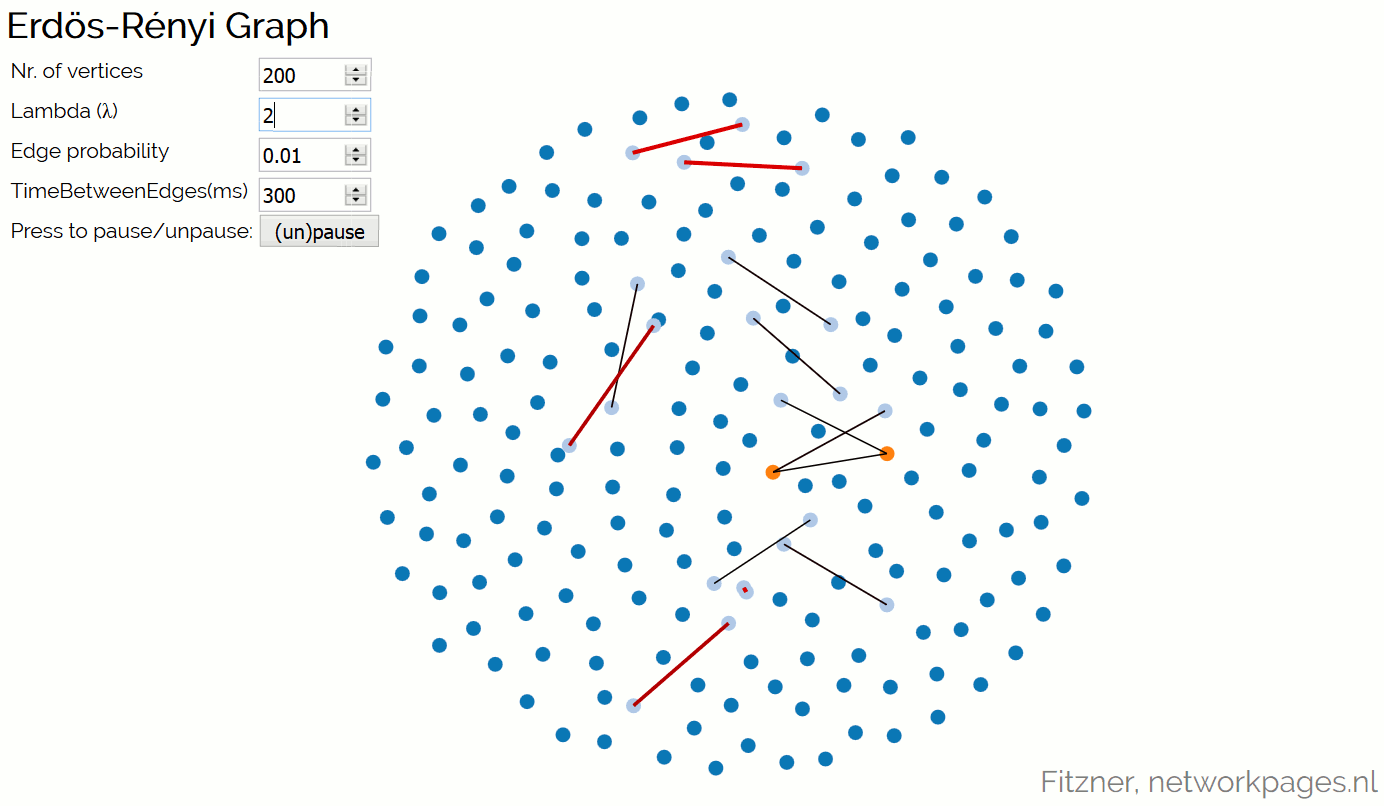 Erdös-Rényi Graph
Nr. of vertices 200
Lambda (λ) 2
Edge probability 0.01
TimeBetweenEdges(ms) 300
Press to pause/unpause: (un)pause
Fitzner, networkpages.nl